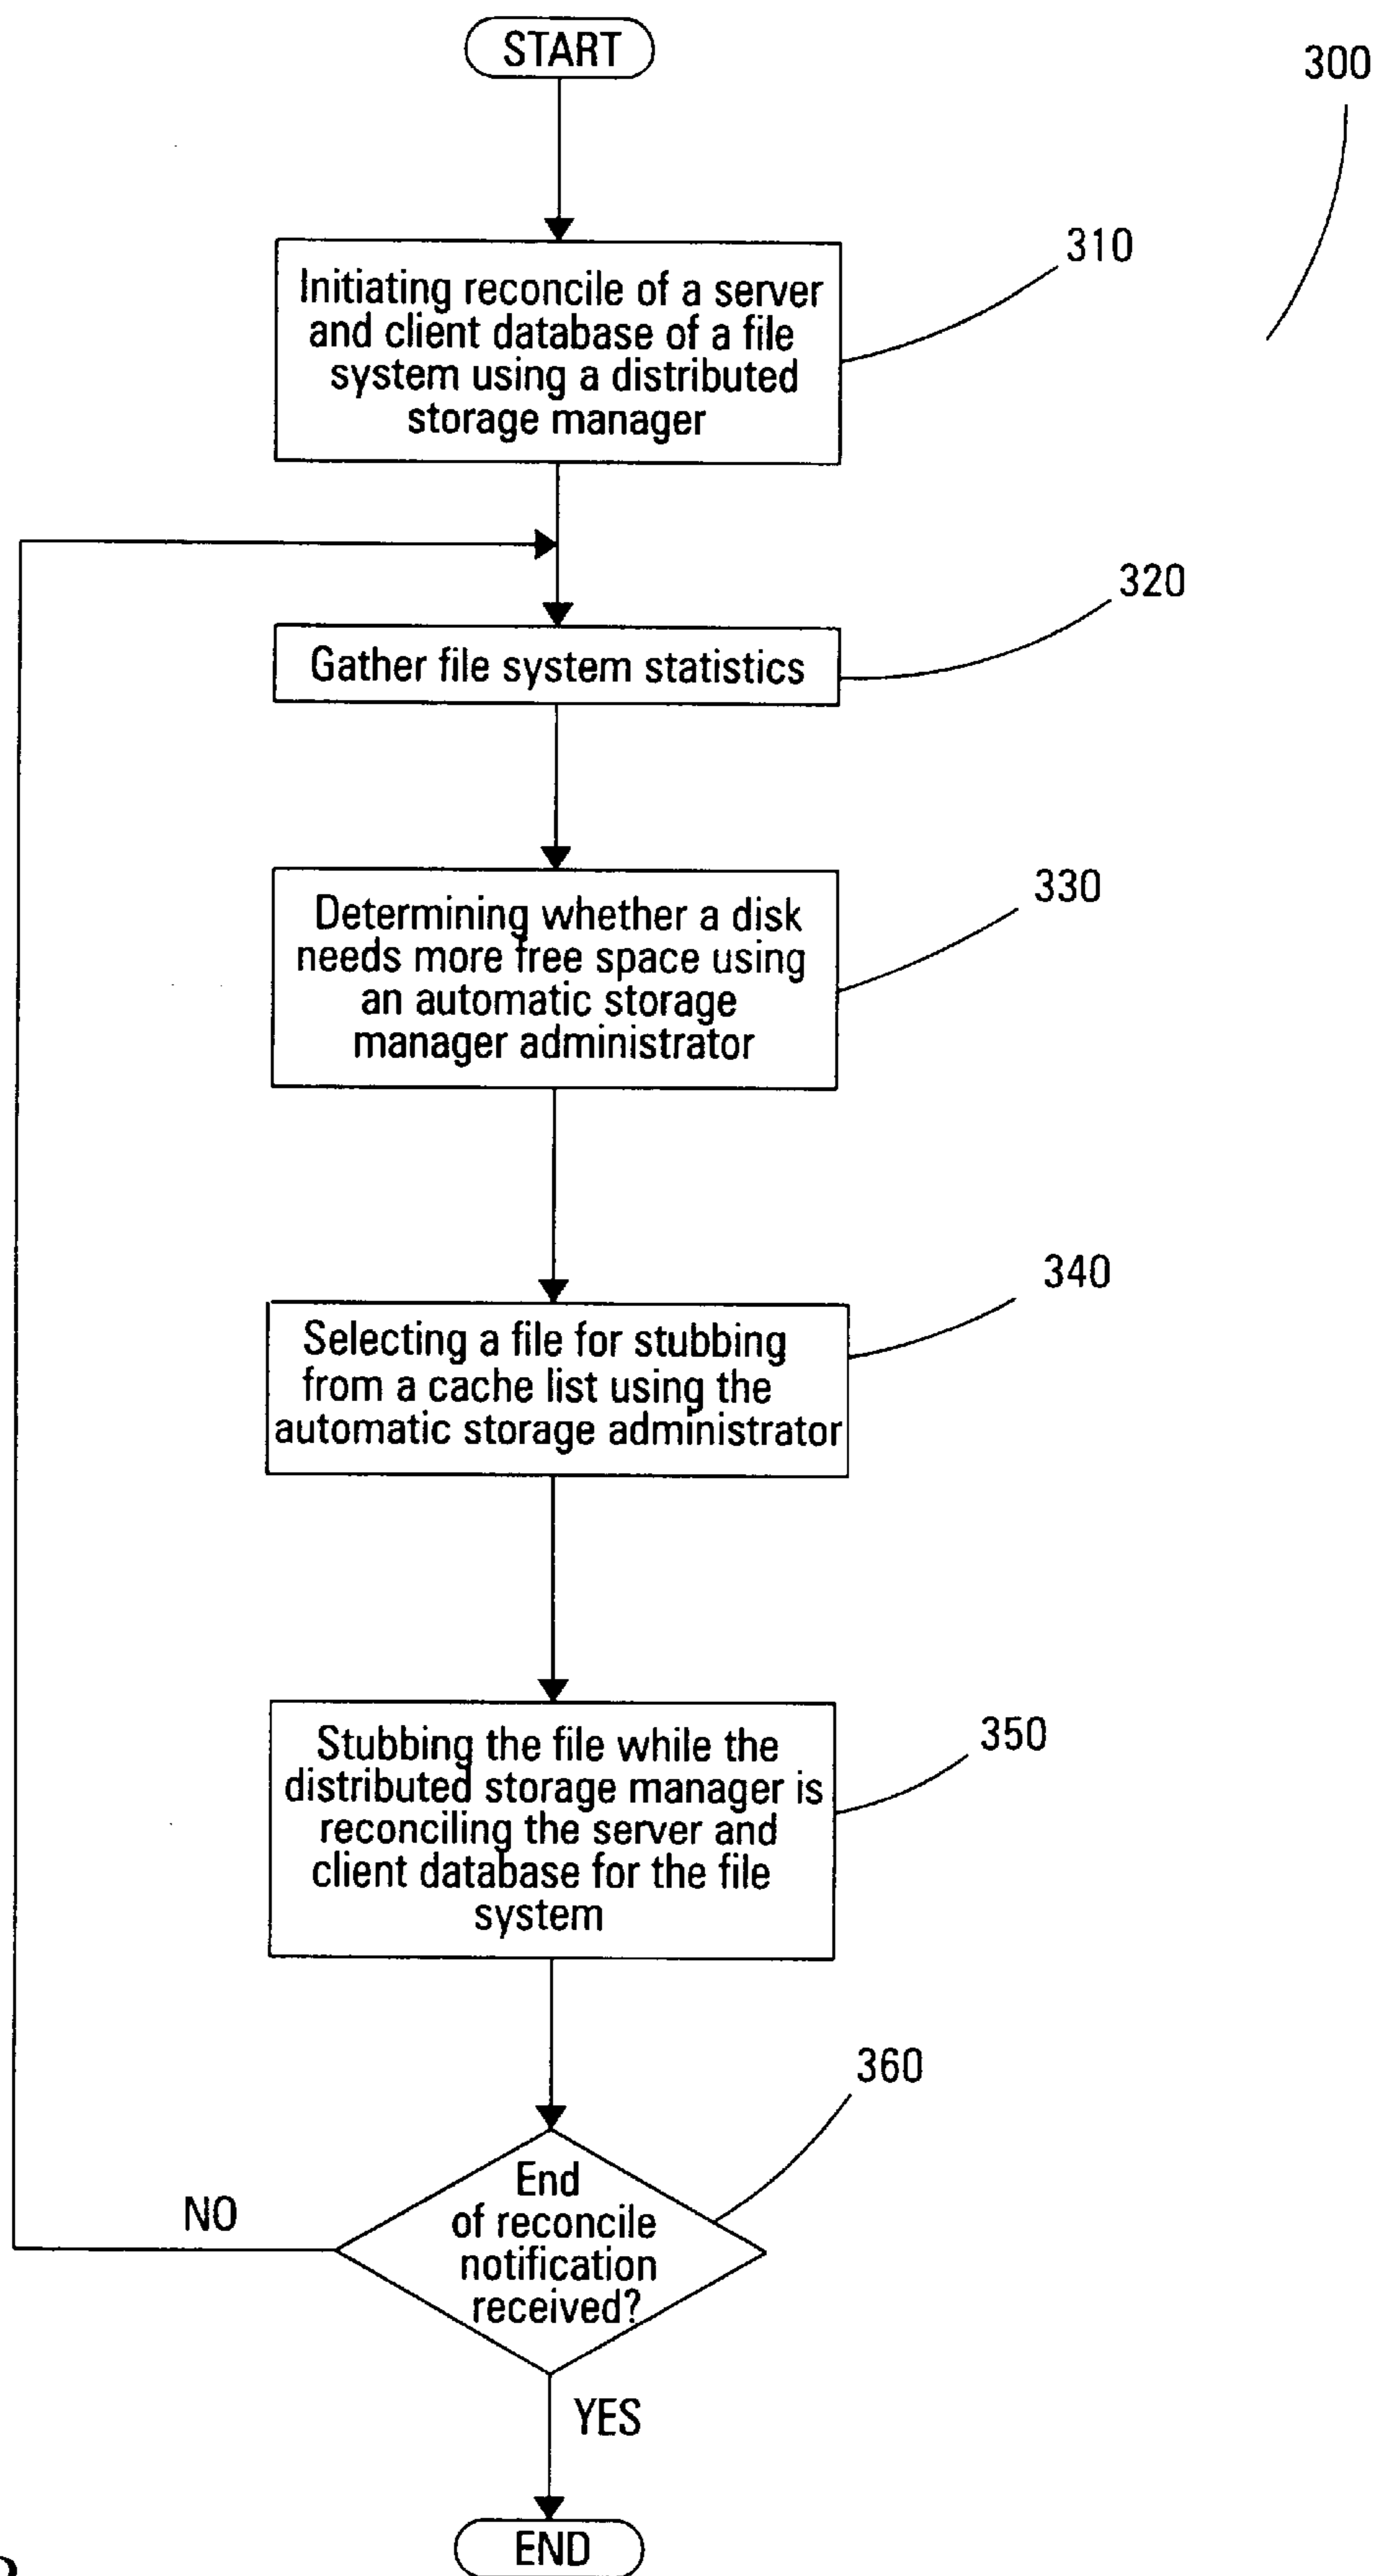 START
300
310
Initiating reconcile of a server
and client database of a file
system using a distributed
storage manager
320
Gather file system statistics
330
Determining whether a disk
needs more free space using
an automatic storage
manager administrator
340
Selecting a file for stubbing
from a cache list using the
automatic storage administrator
350
Stubbing the file while the
distributed storage manager is
reconciling the server and
client database for the file
system
360
End
of reconcile
notification
received?
NO
YES
END